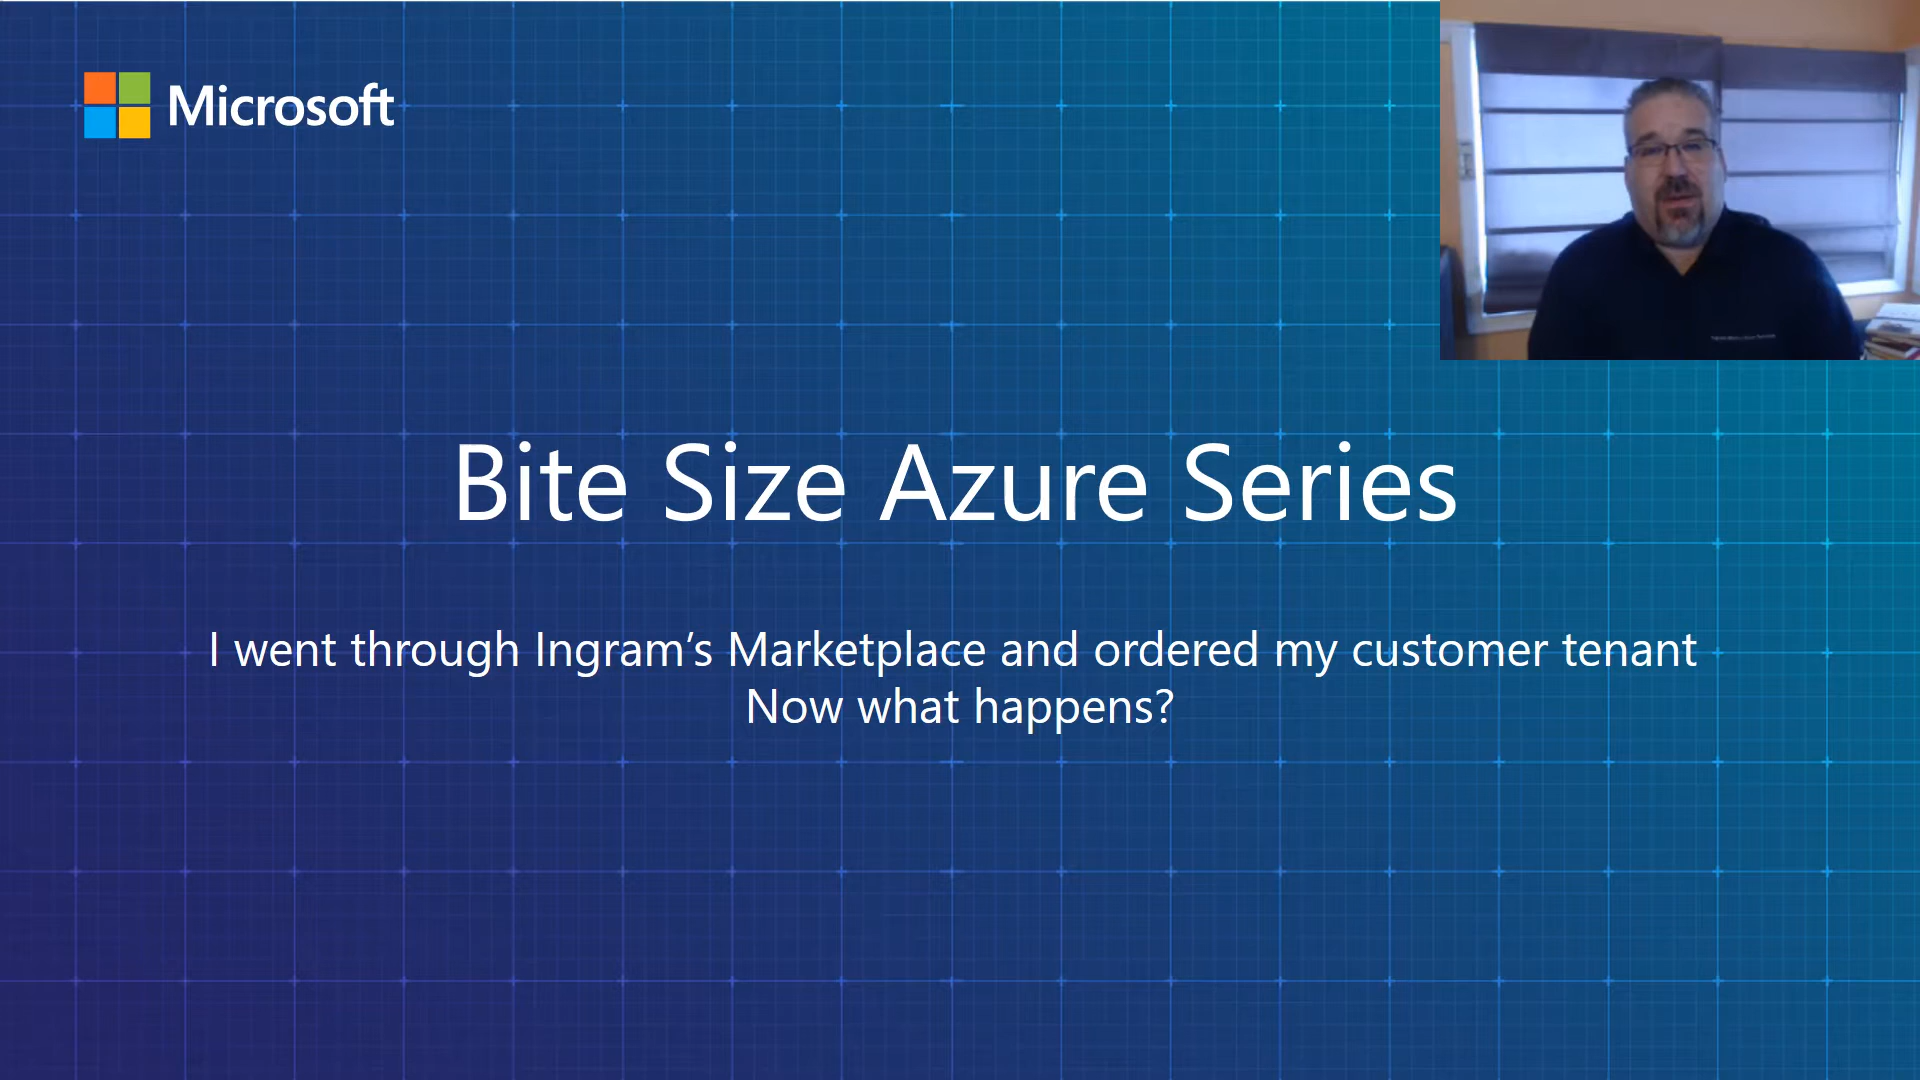 Microsoft
Bite Size Azure Series
I went through Ingram’s Marketplace and ordered my customer tenant
Now what happens?